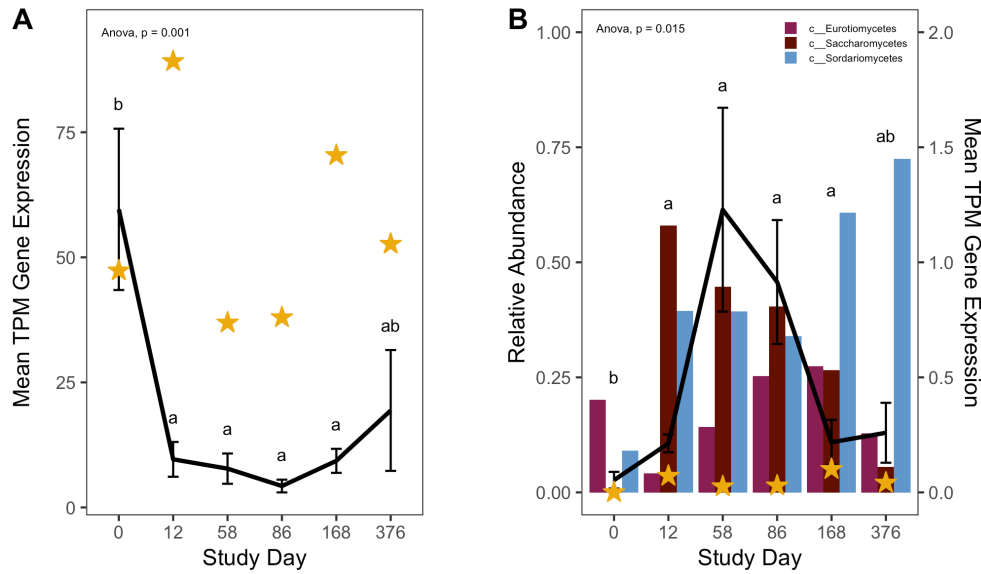 A
Anova, p = 0.001
Mean TPM Gene Expression
75
50
25
0
b
a
a
a
a
ab
0 12 58 86 168 376
Study Day
B
Anova, p = 0.015
c__Eurotiomycetes
c__Saccharomycetes
c__Sordariomycetes
Relative Abundance
1.00
0.75
0.50
0.25
0.00
b
a
a
a
a
ab
2.0
1.5
1.0
0.5
0.0
Mean TPM Gene Expression
0 12 58 86 168 376
Study Day